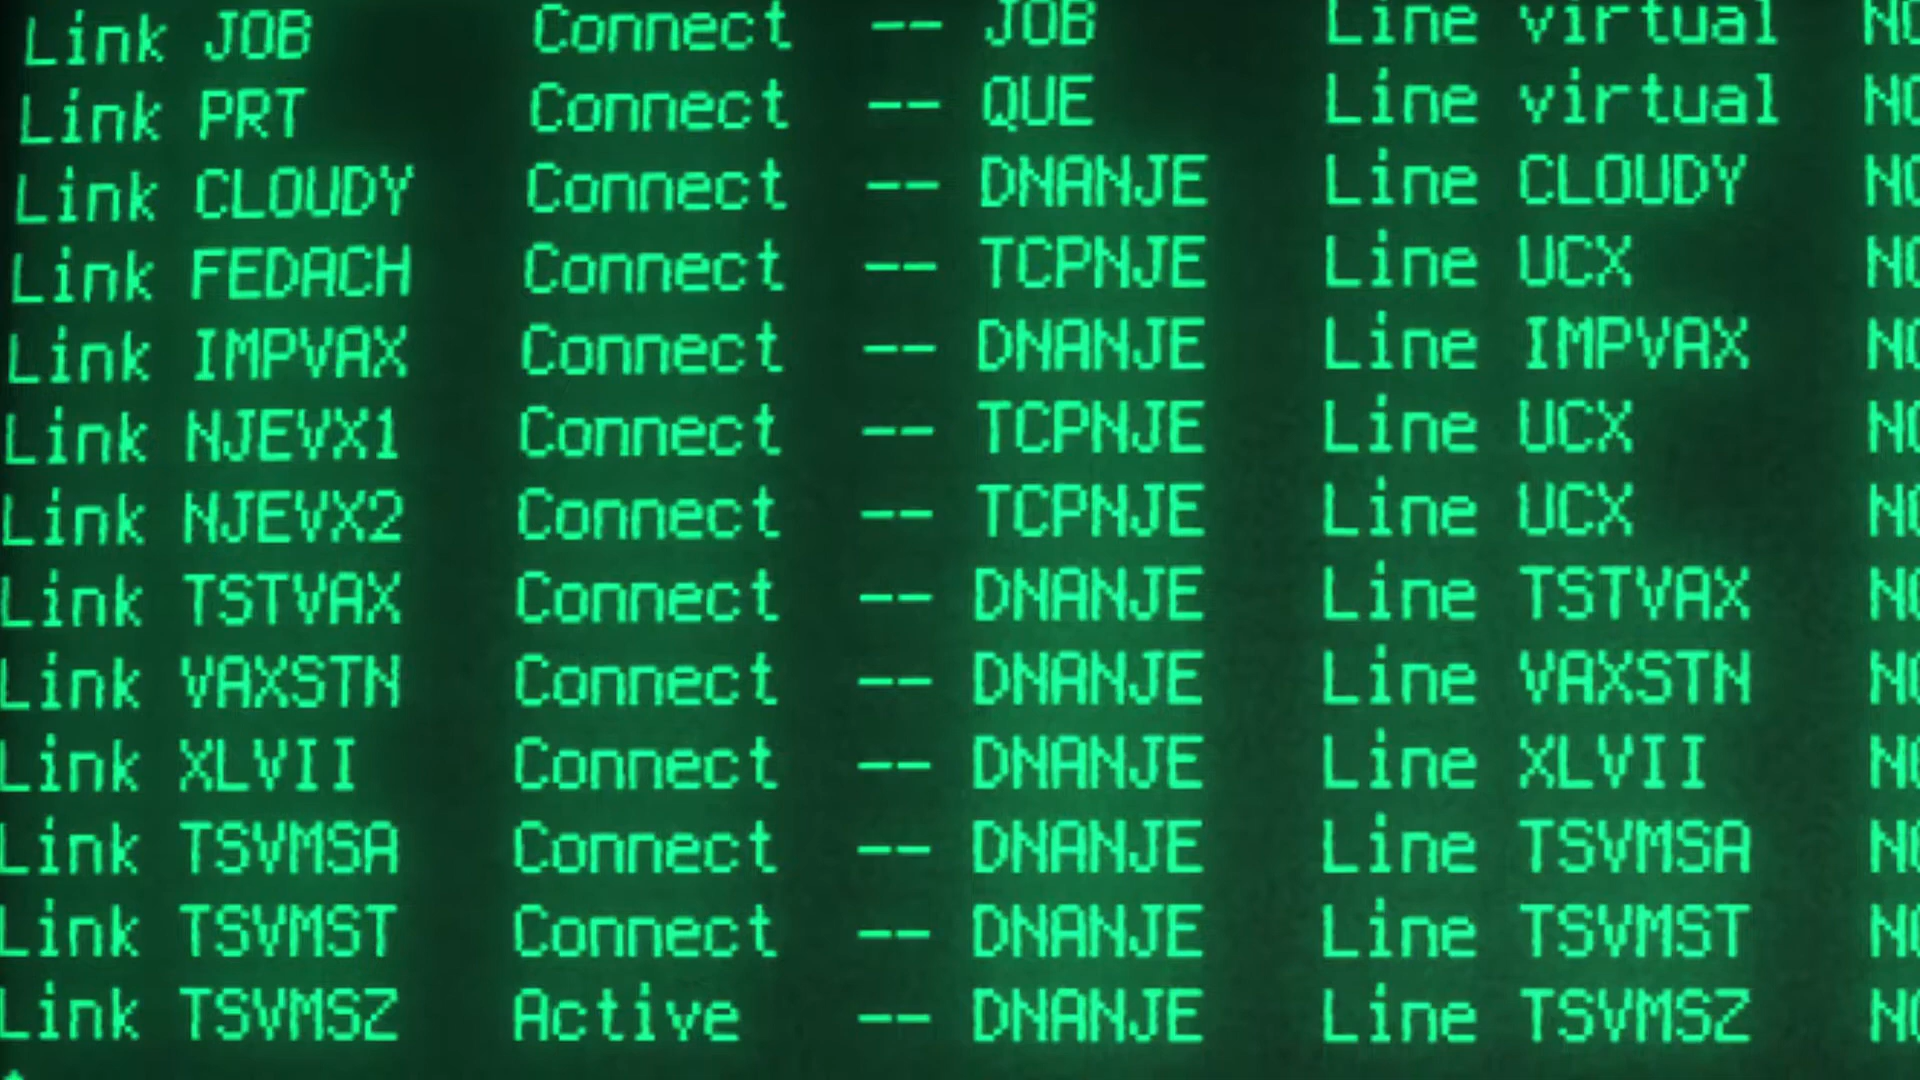 Link JOB Connect -- JOB Line virtual
Link PRT Connect -- QUE Line virtual
Link CLOUDY Connect -- DNANJE Line CLOUDY
Link FEDACH Connect -- TCPNJE Line UCX
Link IMPVAX Connect -- DNANJE Line IMPVAX
Link NJEVX1 Connect -- TCPNJE Line UCX
Link NJEVX2 Connect -- TCPNJE Line UCX
Link TSTVAX Connect -- DNANJE Line TSTVAX
Link VAXSTN Connect -- DNANJE Line VAXSTN
Link XLVII Connect -- DNANJE Line XLVII
Link TSVMSA Connect -- DNANJE Line TSVMSA
Link TSVMST Connect -- DNANJE Line TSVMST
Link TSVMSZ Active -- DNANJE Line TSVMSZ